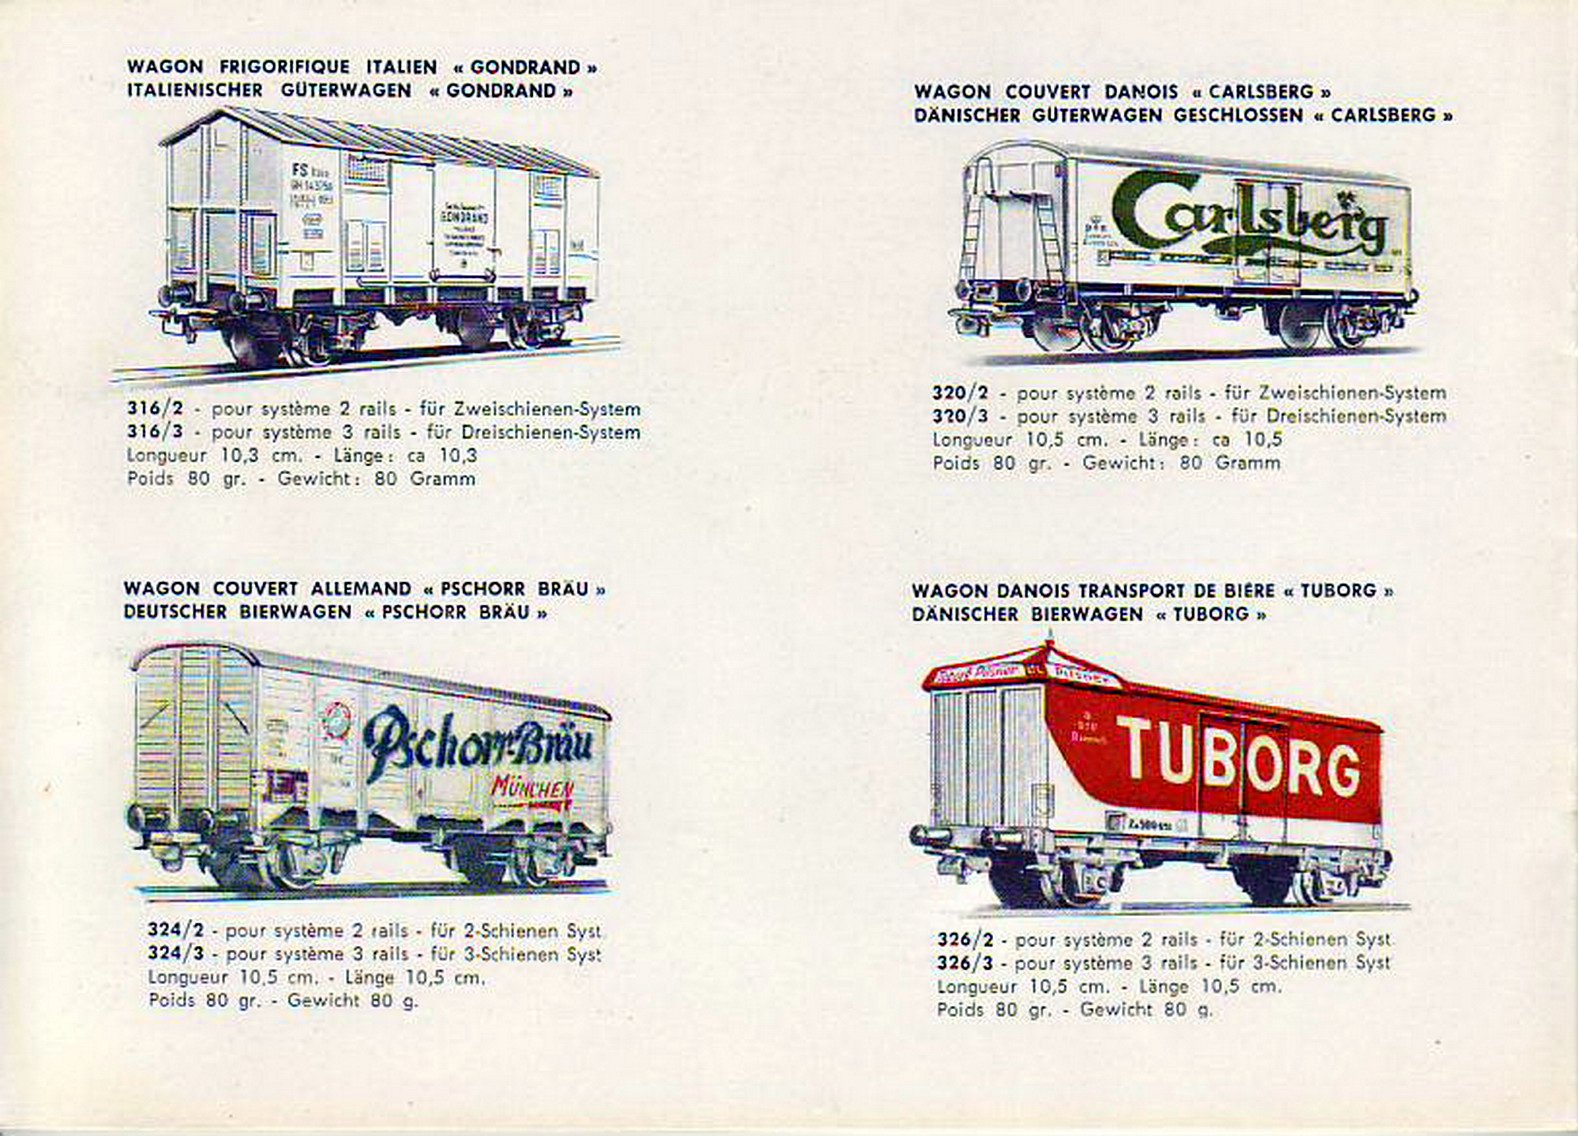 WAGON FRIGORIFIQUE ITALIEN « GONDRAND »
ITALIENISCHER GÜTERWAGEN « GONDRAND »
FS
GONDRAND
316/2 - pour système 2 rails - für Zweischienen-System
316/3 - pour système 3 rails - für Dreischienen-System
Longueur 10,3 cm. - Länge: ca 10,3
Poids 80 gr. - Gewicht: 80 Gramm
WAGON COUVERT DANOIS « CARLSBERG »
DÄNISCHER GÜTERWAGEN GESCHLOSSEN « CARLSBERG »
Carlsberg
320/2 - pour système 2 rails - für Zweischienen-System
320/3 - pour système 3 rails - für Dreischienen-System
Longueur 10,5 cm. - Länge: ca 10,5
Poids 80 gr. - Gewicht: 80 Gramm
WAGON COUVERT ALLEMAND « PSCHORR BRÄU »
DEUTSCHER BIERWAGEN « PSCHORR BRÄU »
Pschorr-Bräu
MÜNCHEN
324/2 - pour système 2 rails - für 2-Schienen Syst.
324/3 - pour système 3 rails - für 3-Schienen Syst
Longueur 10,5 cm. - Länge 10,5 cm.
Poids 80 gr. - Gewicht 80 g.
WAGON DANOIS TRANSPORT DE BIÈRE « TUBORG »
DÄNISCHER BIERWAGEN « TUBORG »
TUBORG
326/2 - pour système 2 rails - für 2-Schienen Syst.
326/3 - pour système 3 rails - für 3-Schienen Syst
Longueur 10,5 cm. - Länge 10,5 cm.
Poids 80 gr. - Gewicht 80 g.